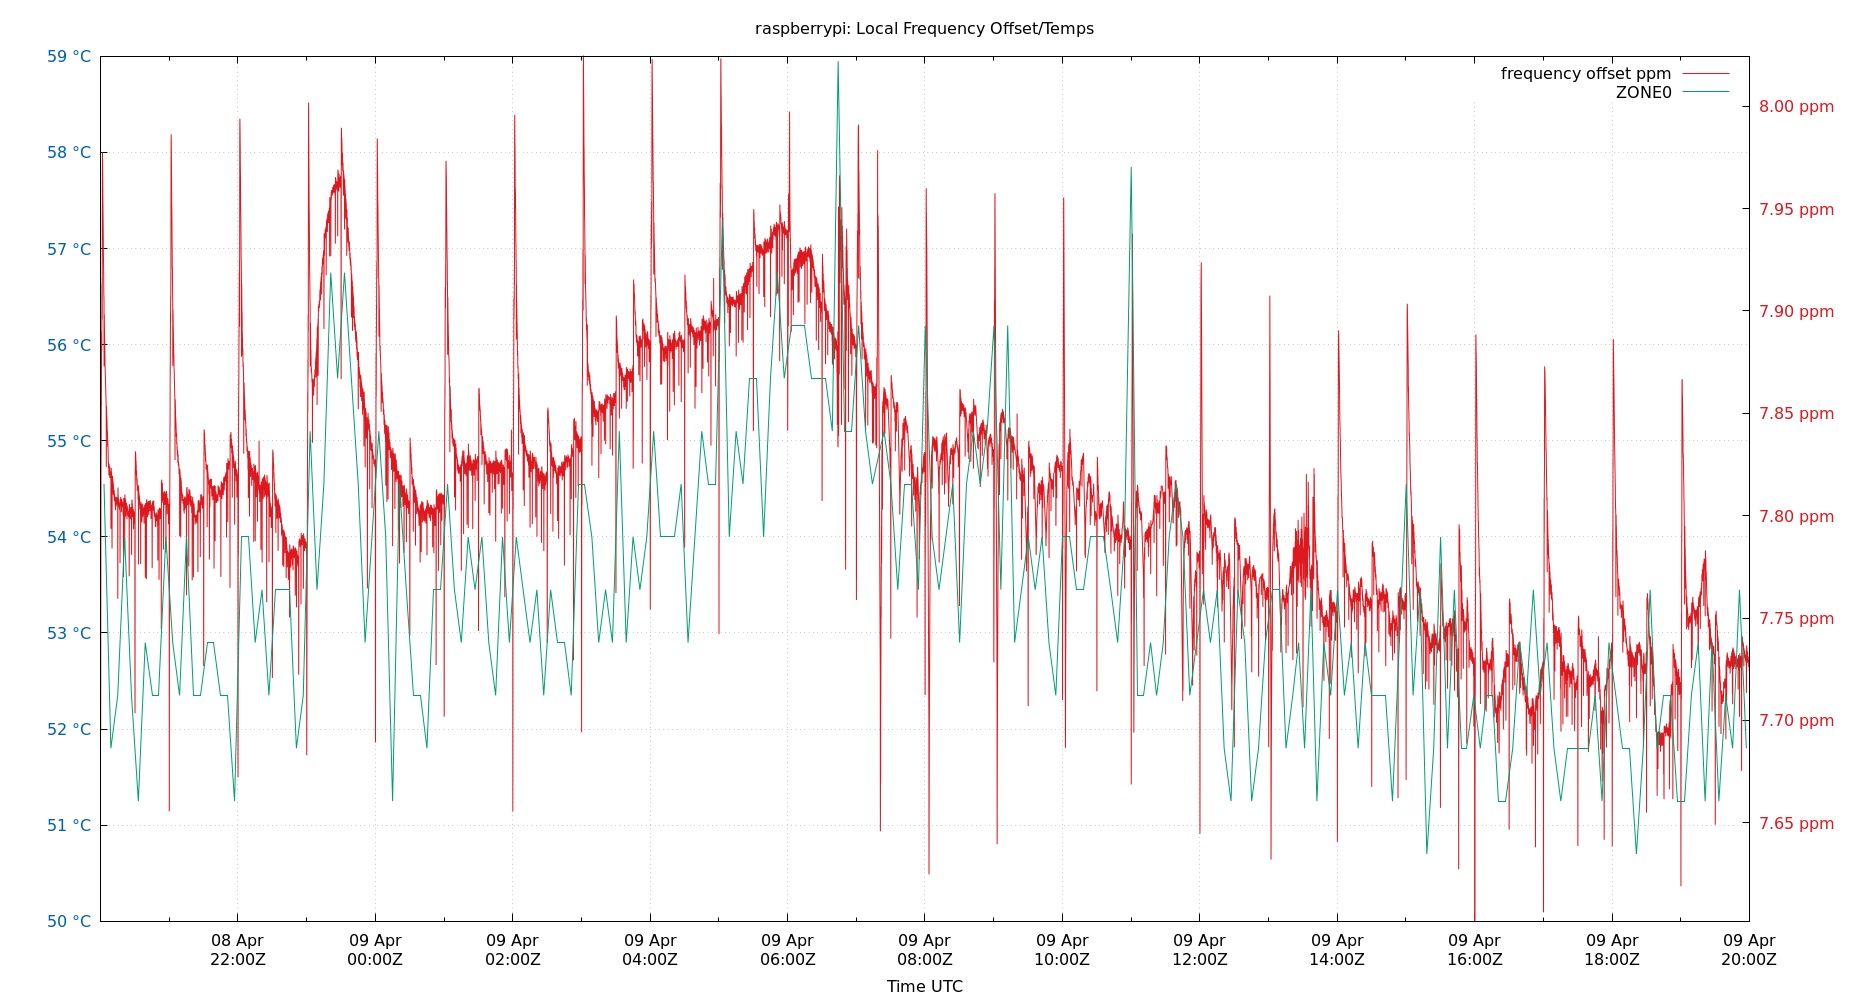 raspberrypi: Local Frequency Offset/Temps
59 °C
58 °C
57 °C
56 °C
55 °C
54 °C
53 °C
52 °C
51 °C
50 °C
frequency offset ppm
ZONE0
8.00 ppm
7.95 ppm
7.90 ppm
7.85 ppm
7.80 ppm
7.75 ppm
7.70 ppm
7.65 ppm
08 Apr 09 Apr 09 Apr 09 Apr 09 Apr 09 Apr 09 Apr 09 Apr 09 Apr 09 Apr 09 Apr 09 Apr
22:00Z 00:00Z 02:00Z 04:00Z 06:00Z 08:00Z 10:00Z 12:00Z 14:00Z 16:00Z 18:00Z 20:00Z
Time UTC